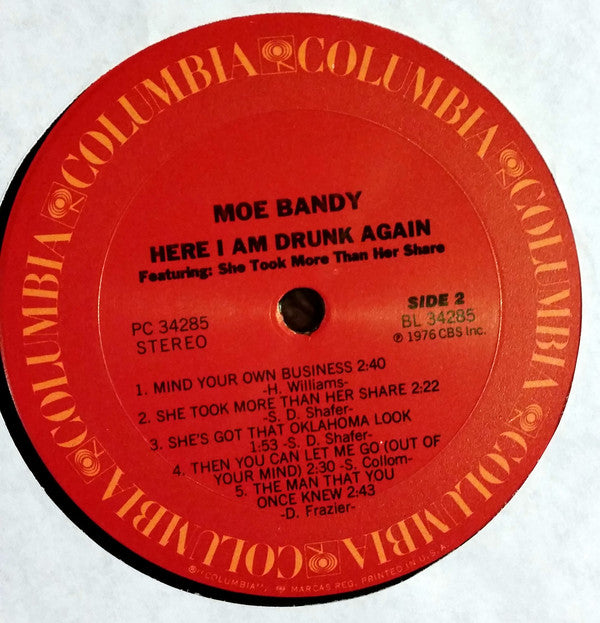 COLUMBIA COLUMBIA COLUMBIA COLUMBIA COLUMBIA COLUMBIA
MOE BANDY
HERE I AM DRUNK AGAIN
Featuring: She Took More Than Her Share
PC 34285
STEREO
SIDE 2
BL 34285
℗ 1976 CBS Inc.
1. MIND YOUR OWN BUSINESS 2:40
-H. Williams-
2. SHE TOOK MORE THAN HER SHARE 2:22
-S. D. Shafer-
3. SHE'S GOT THAT OKLAHOMA LOOK
1:53 -S. D. Shafer-
4. THEN YOU CAN LET ME GO (OUT OF
YOUR MIND) 2:30 -S. Collom-
5. THE MAN THAT YOU
ONCE KNEW 2:43
-D. Frazier-
® "COLUMBIA", MARCAS REG. PRINTED IN U.S.A.